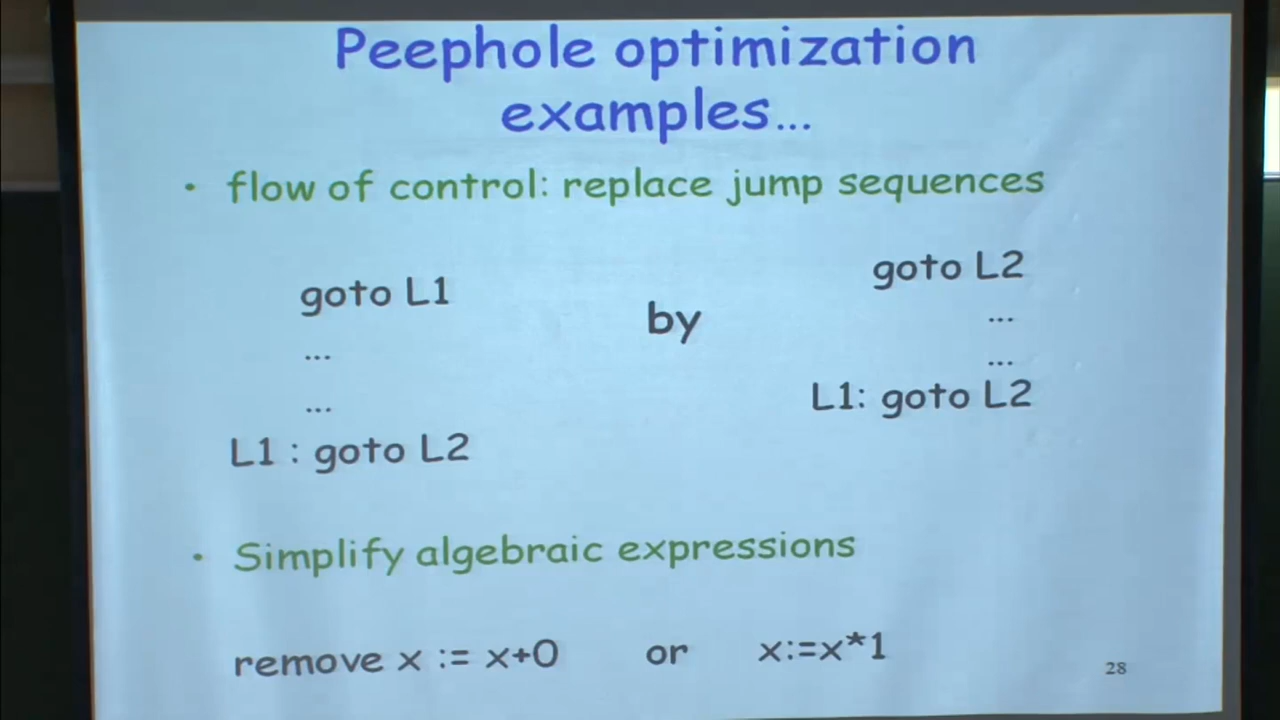 Peephole optimization
examples...
• flow of control: replace jump sequences
goto L1
...
...
L1 : goto L2
by
goto L2
...
...
L1: goto L2
• Simplify algebraic expressions
remove x := x+0 or x:=x*1
28